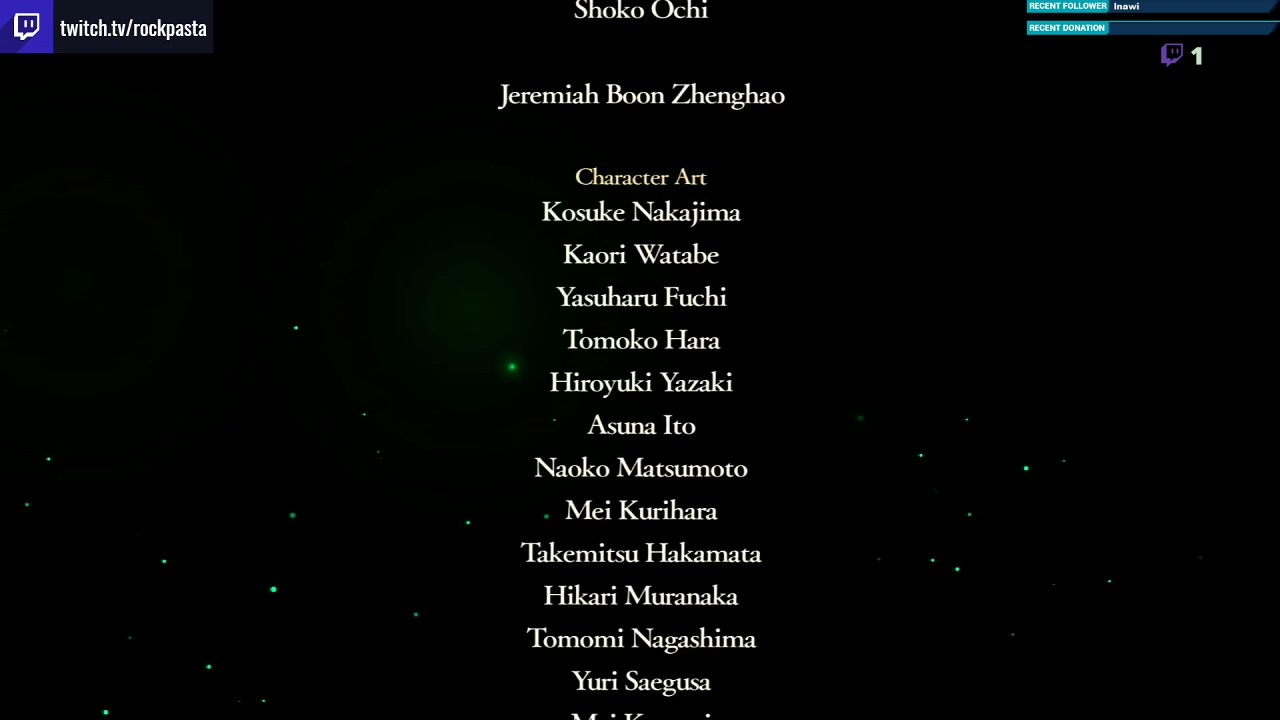 Shoko Ochi
twitch.tv/rockpasta
RECENT FOLLOWER Inawi
RECENT DONATION
1
Jeremiah Boon Zhenghao
Character Art
Kosuke Nakajima
Kaori Watabe
Yasuharu Fuchi
Tomoko Hara
Hiroyuki Yazaki
Asuna Ito
Naoko Matsumoto
Mei Kurihara
Takemitsu Hakamata
Hikari Muranaka
Tomomi Nagashima
Yuri Saegusa